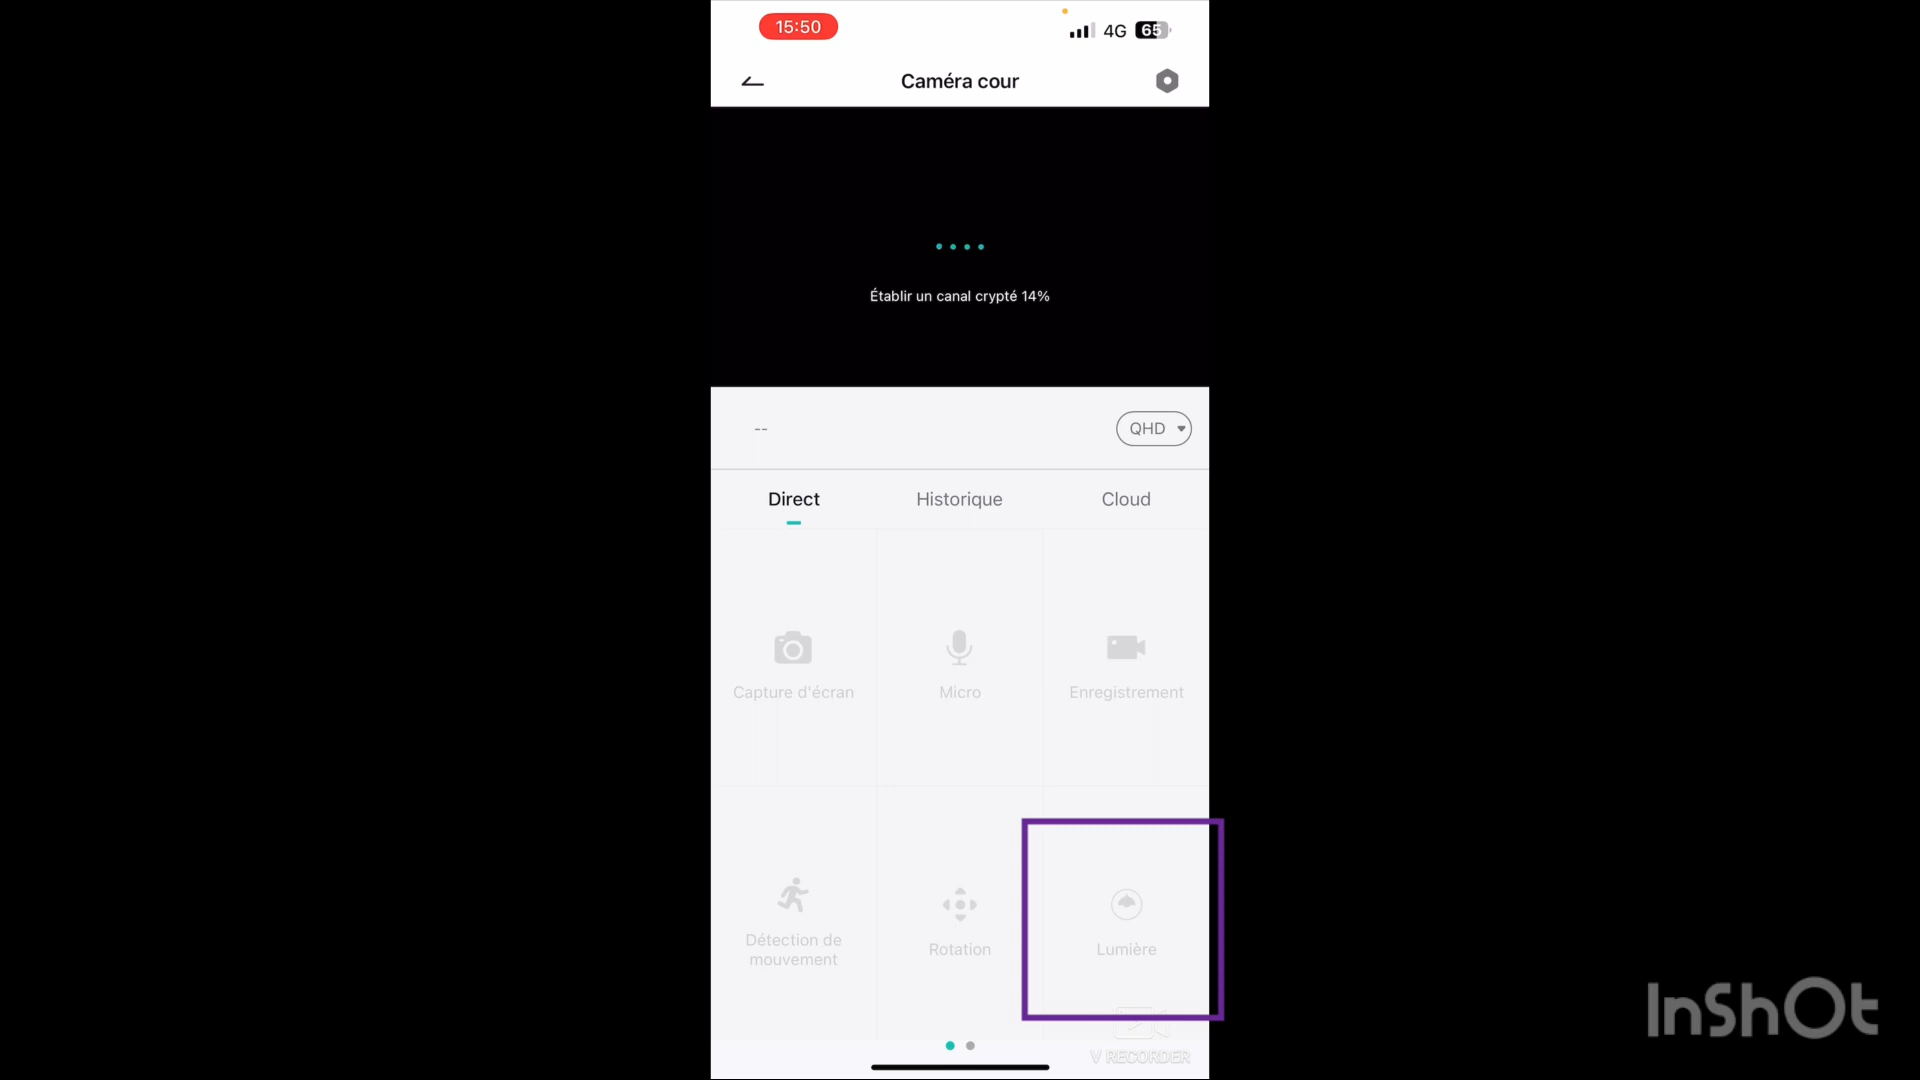 15:50
4G 65
Caméra cour
Établir un canal crypté 14%
--
QHD
Direct Historique Cloud
Capture d'écran Micro Enregistrement
Détection de
mouvement
Rotation
Lumière
V RECORDER
InShOt